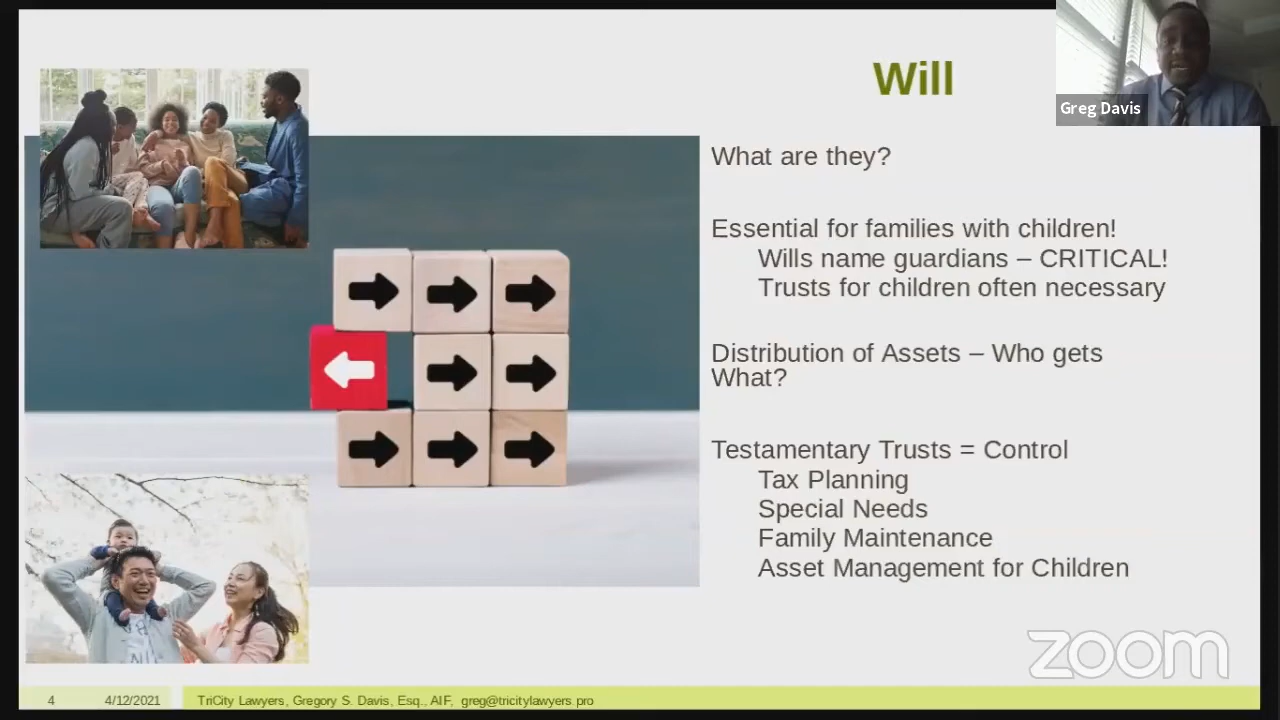 Will
Greg Davis
What are they?
Essential for families with children!
Wills name guardians – CRITICAL!
Trusts for children often necessary
Distribution of Assets – Who gets
What?
Testamentary Trusts = Control
Tax Planning
Special Needs
Family Maintenance
Asset Management for Children
zoom
4 4/12/2021 TriCity Lawyers, Gregory S. Davis, Esq., AIF, greg@tricitylawyers.pro